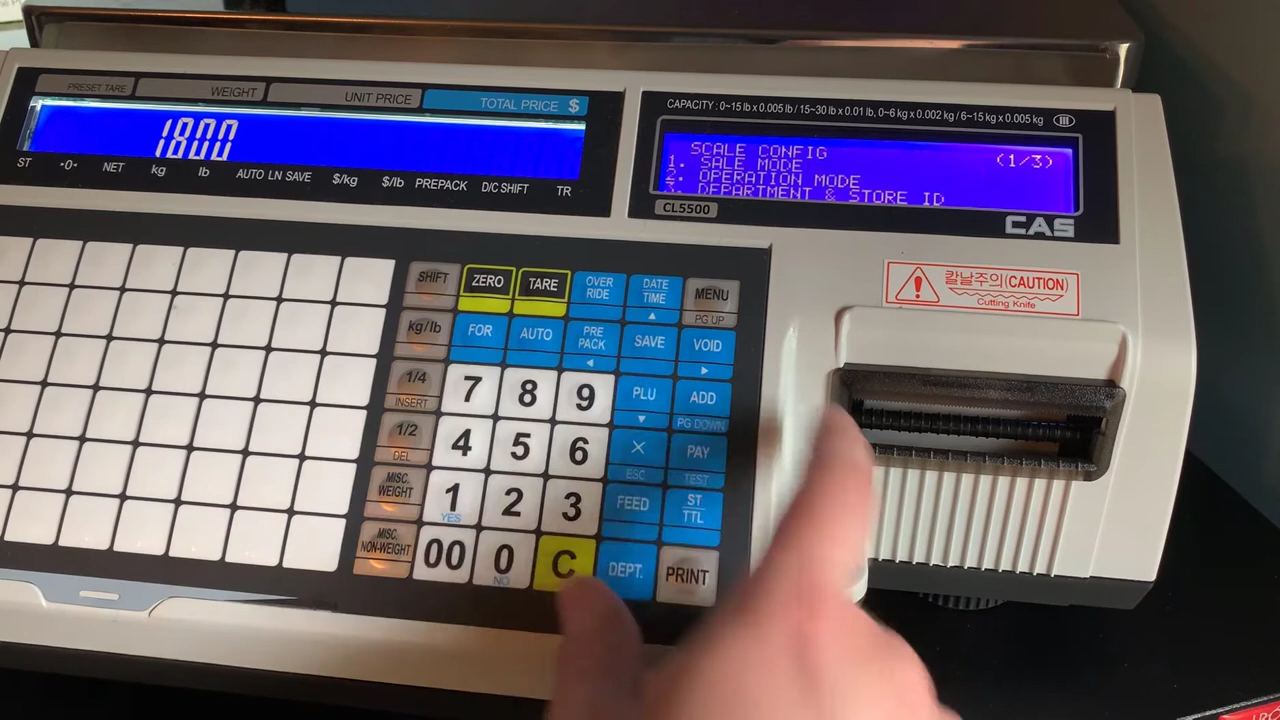 PRESET TARE WEIGHT UNIT PRICE TOTAL PRICE $
1800
ST -0- NET kg lb AUTO LN SAVE $/kg $/lb PREPACK D/C SHIFT TR
CAPACITY : 0~15 lb x 0.005 lb / 15~30 lb x 0.01 lb, 0~6 kg x 0.002 kg / 6~15 kg x 0.005 kg III
SCALE CONFIG (1/3)
1. SALE MODE
2. OPERATION MODE
3. DEPARTMENT & STORE ID
CL5500
CAS
칼날주의(CAUTION)
Cutting Knife
SHIFT ZERO TARE OVER RIDE DATE TIME MENU
PG UP
kg/lb FOR AUTO PRE PACK SAVE VOID
1/4 7 8 9 PLU ADD
INSERT PG DOWN
1/2 4 5 6 X PAY
DEL ESC TEST
MISC. WEIGHT 1 2 3 FEED ST TTL
YES
MISC. NON-WEIGHT 00 0 C DEPT. PRINT
NO